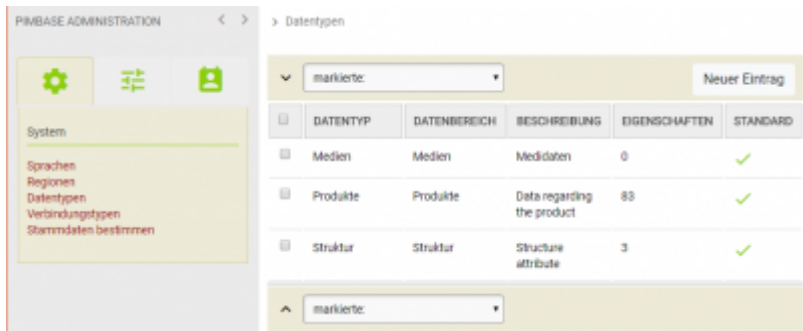 PIMBASE ADMINISTRATION
> Datentypen
markierte:
Neuer Eintrag
System
Sprachen
Regionen
Datentypen
Verbindungstypen
Stammdaten bestimmen
DATENTYP DATENBEREICH BESCHREIBUNG EIGENSCHAFTEN STANDARD
Medien Medien Medidaten 0
Produkte Produkte Data regarding 83
the product
Struktur Struktur Structure 3
attribute
markierte: